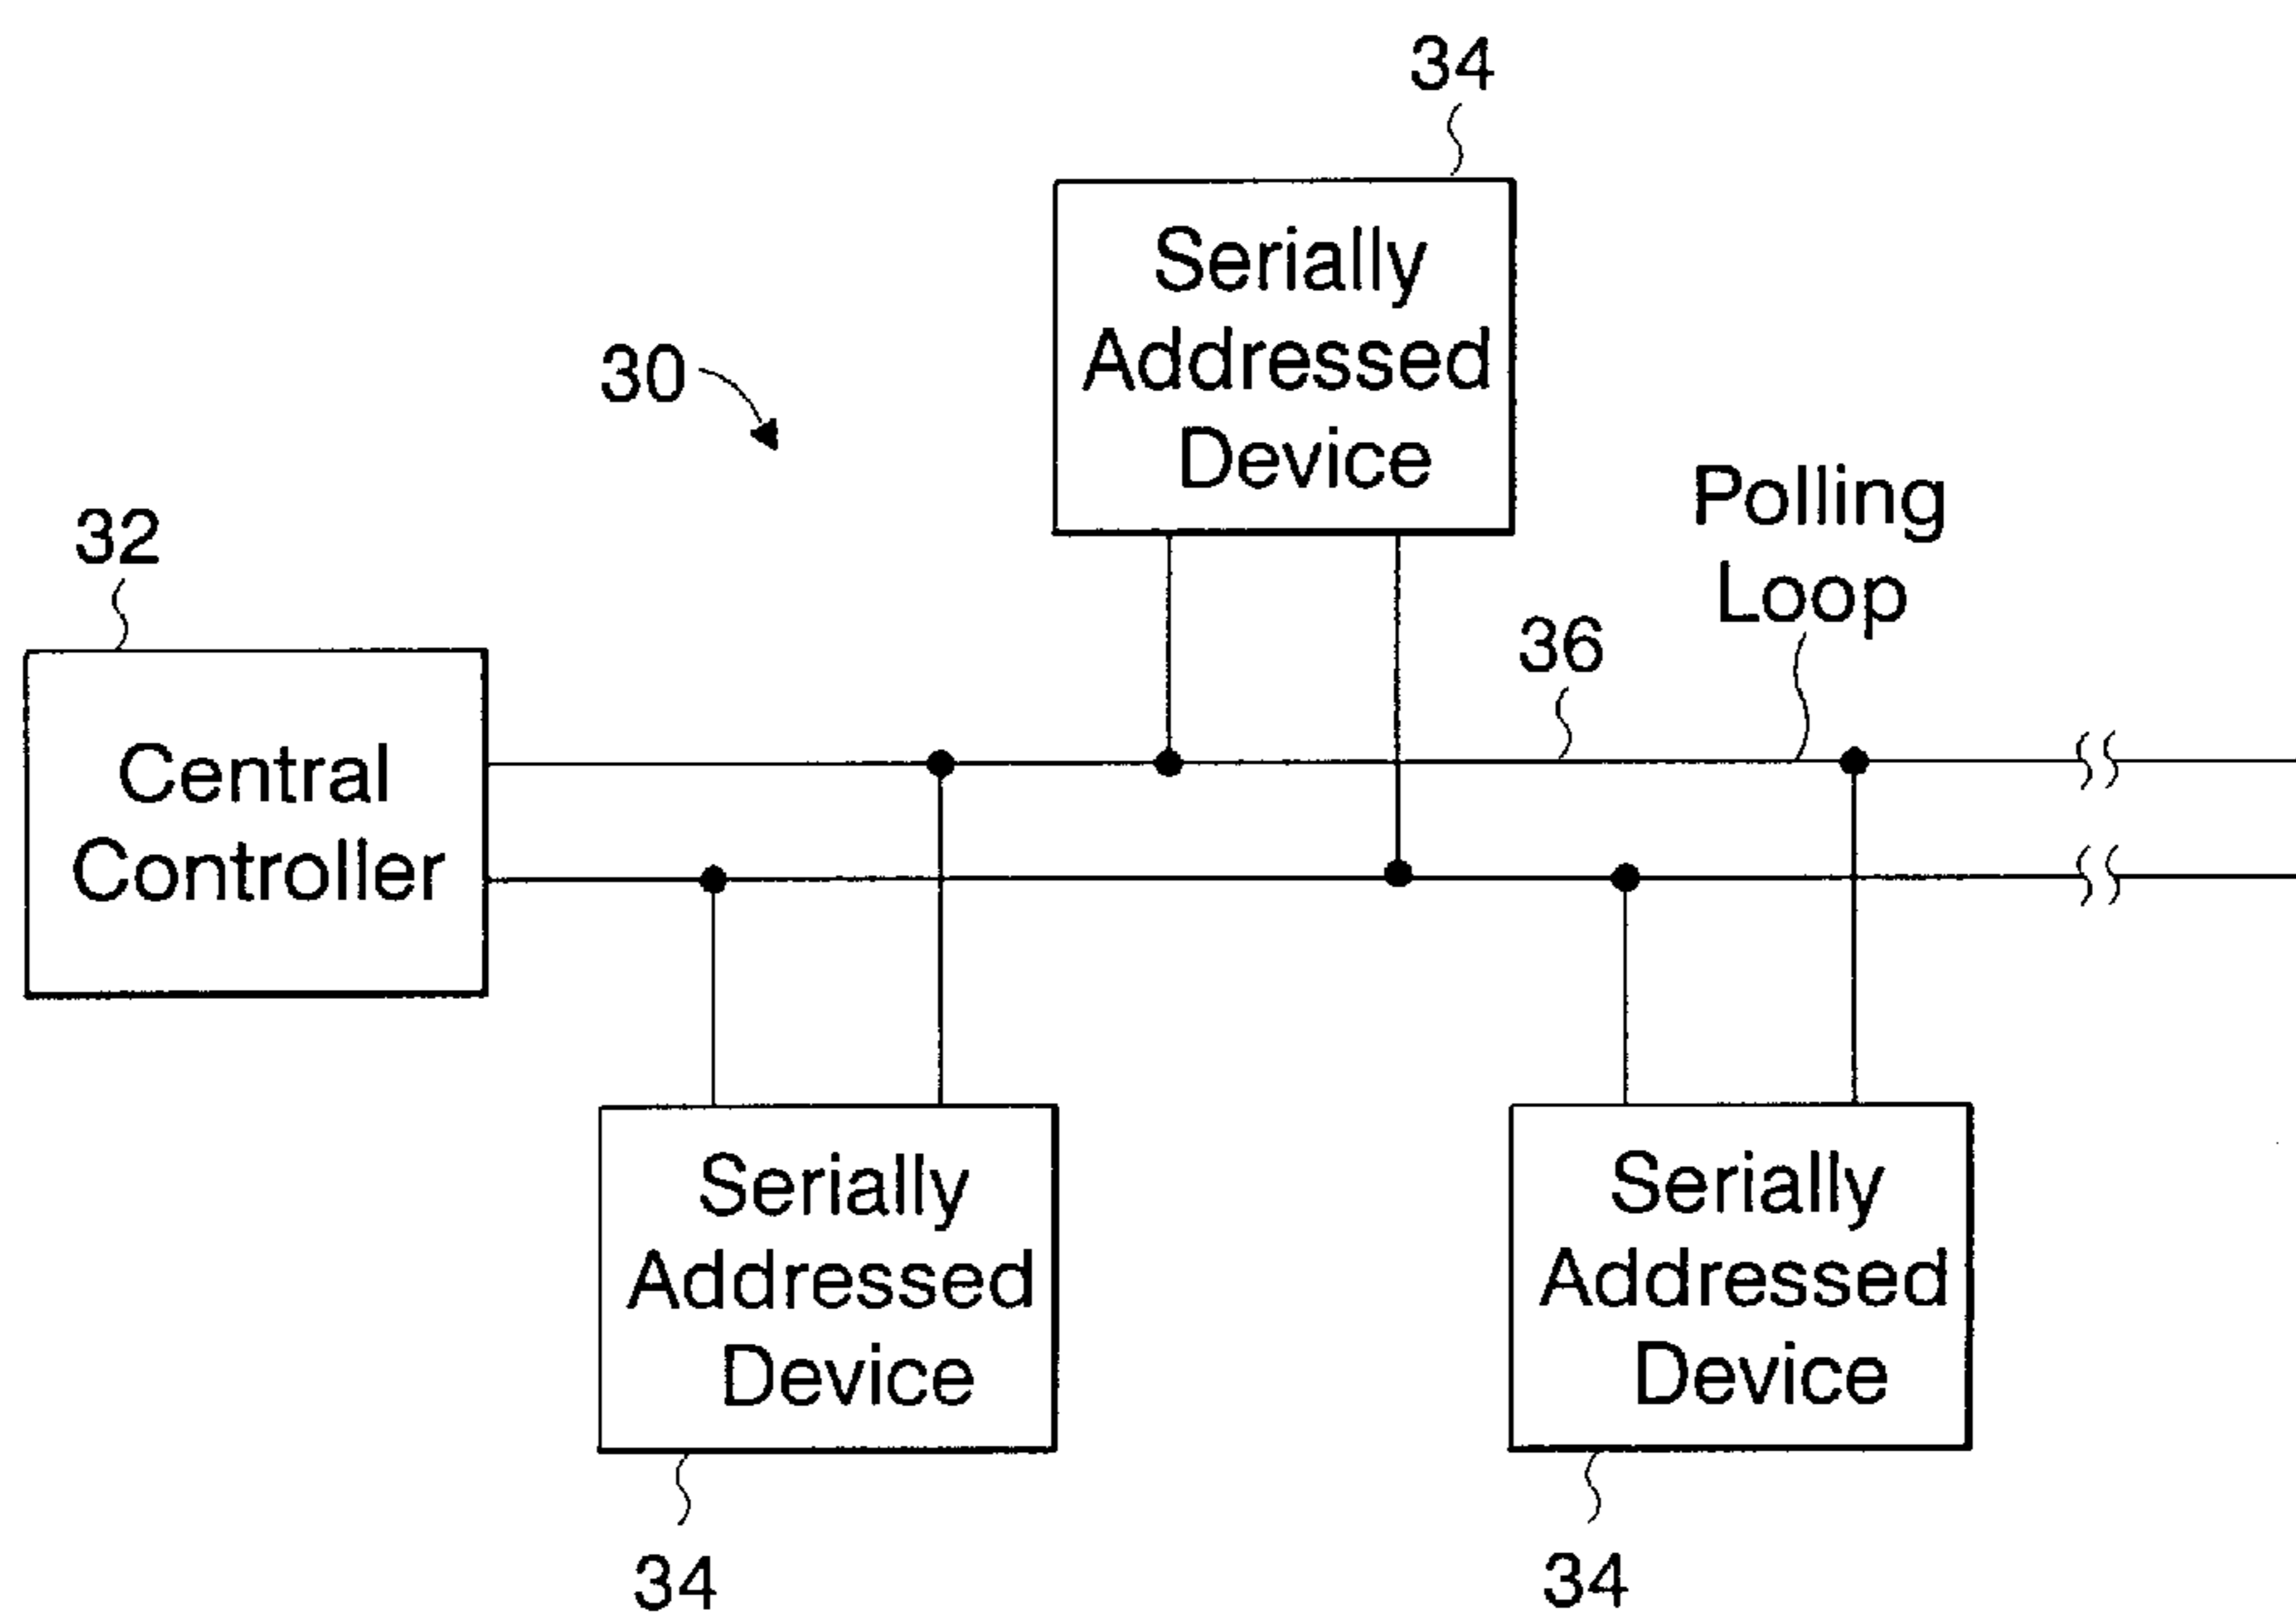 34
Serially
Addressed
Device
30
Polling
Loop
32
36
Central
Controller
Serially
Addressed
Device
34
Serially
Addressed
Device
34